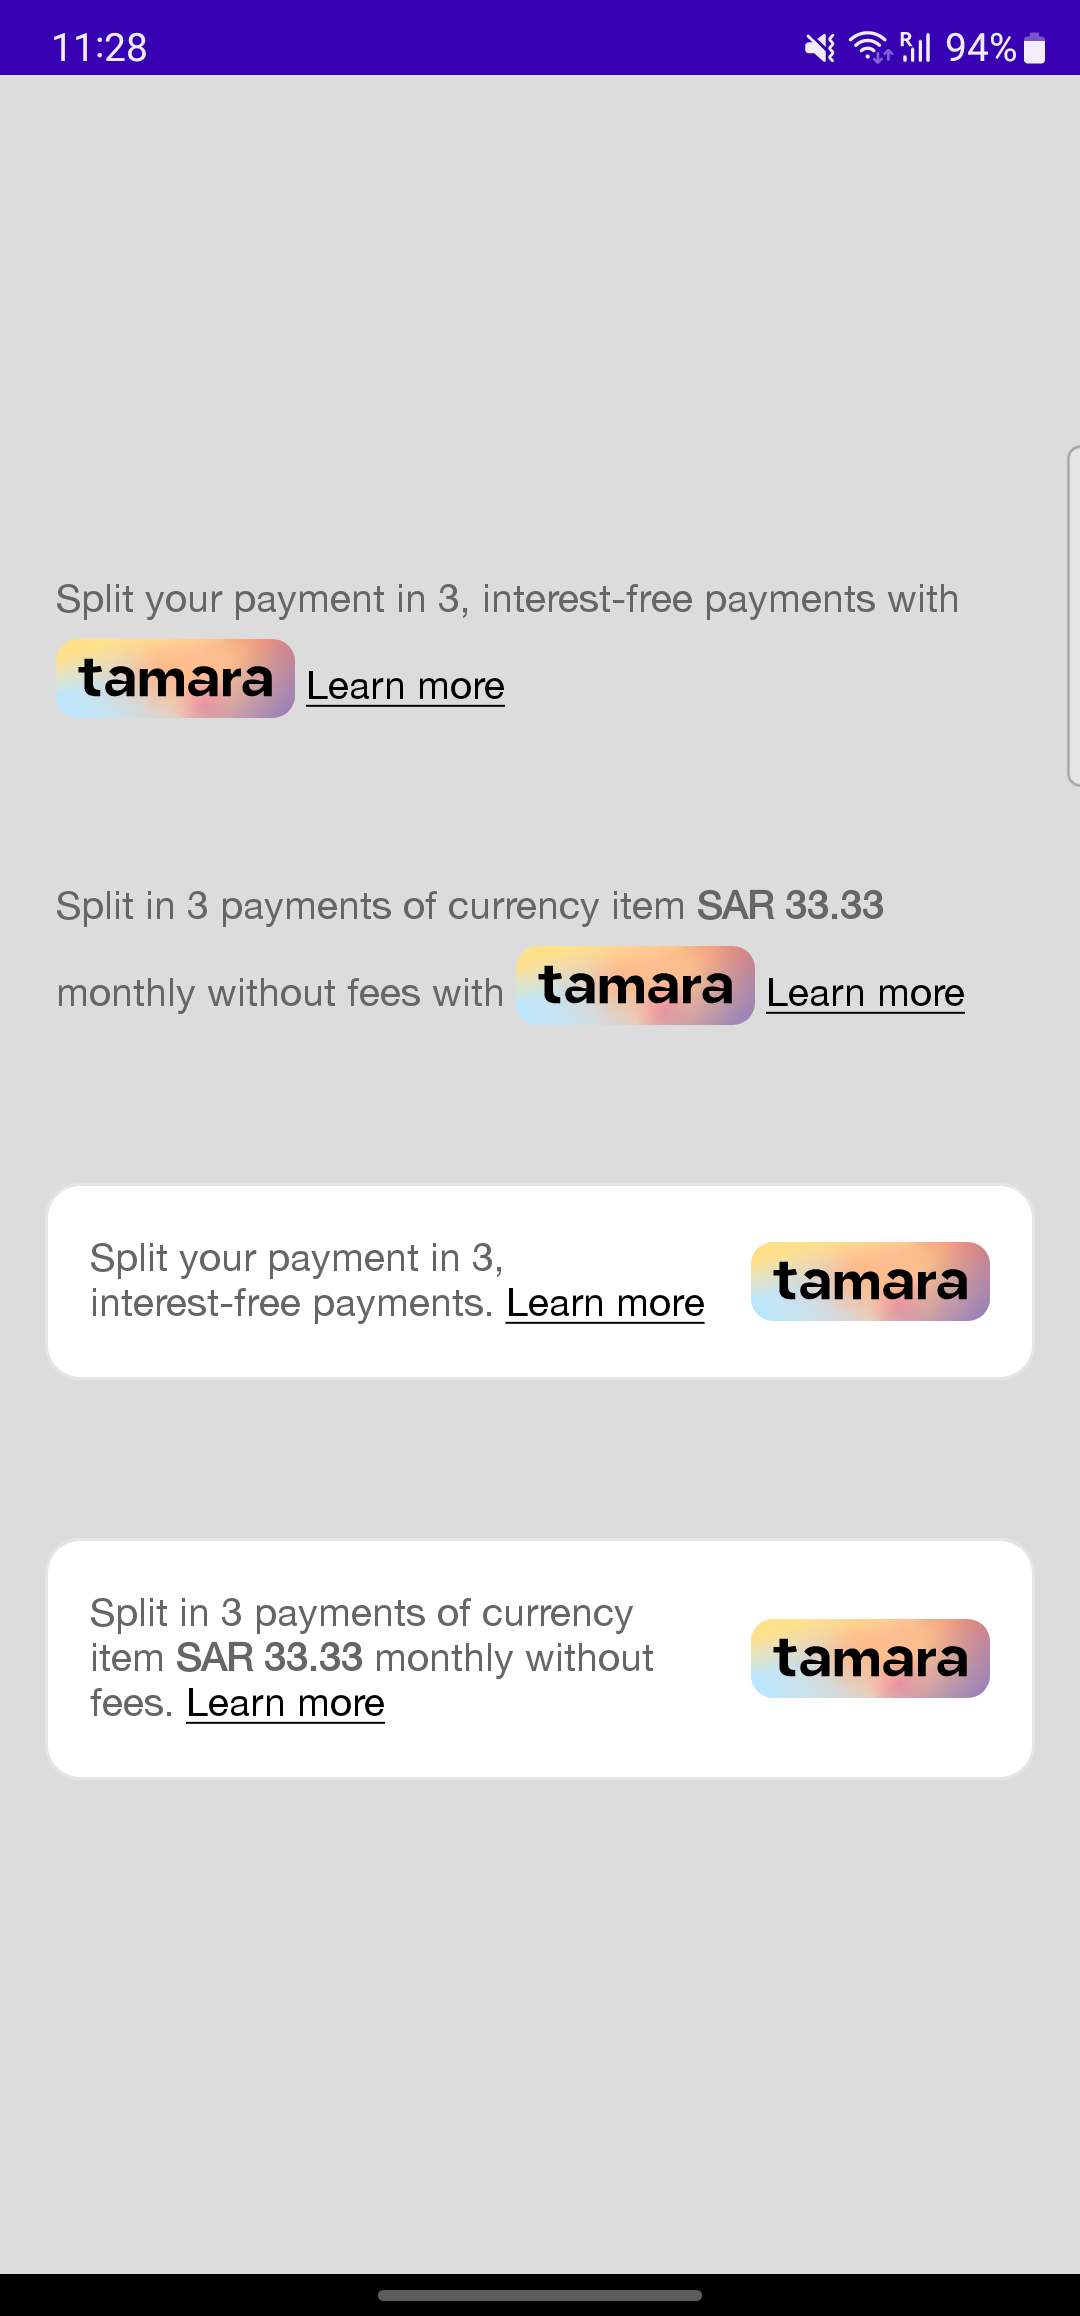 11:28 R 94%
Split your payment in 3, interest-free payments with
tamara Learn more
Split in 3 payments of currency item SAR 33.33
monthly without fees with tamara Learn more
Split your payment in 3,
interest-free payments. Learn more
tamara
Split in 3 payments of currency
item SAR 33.33 monthly without
fees. Learn more
tamara